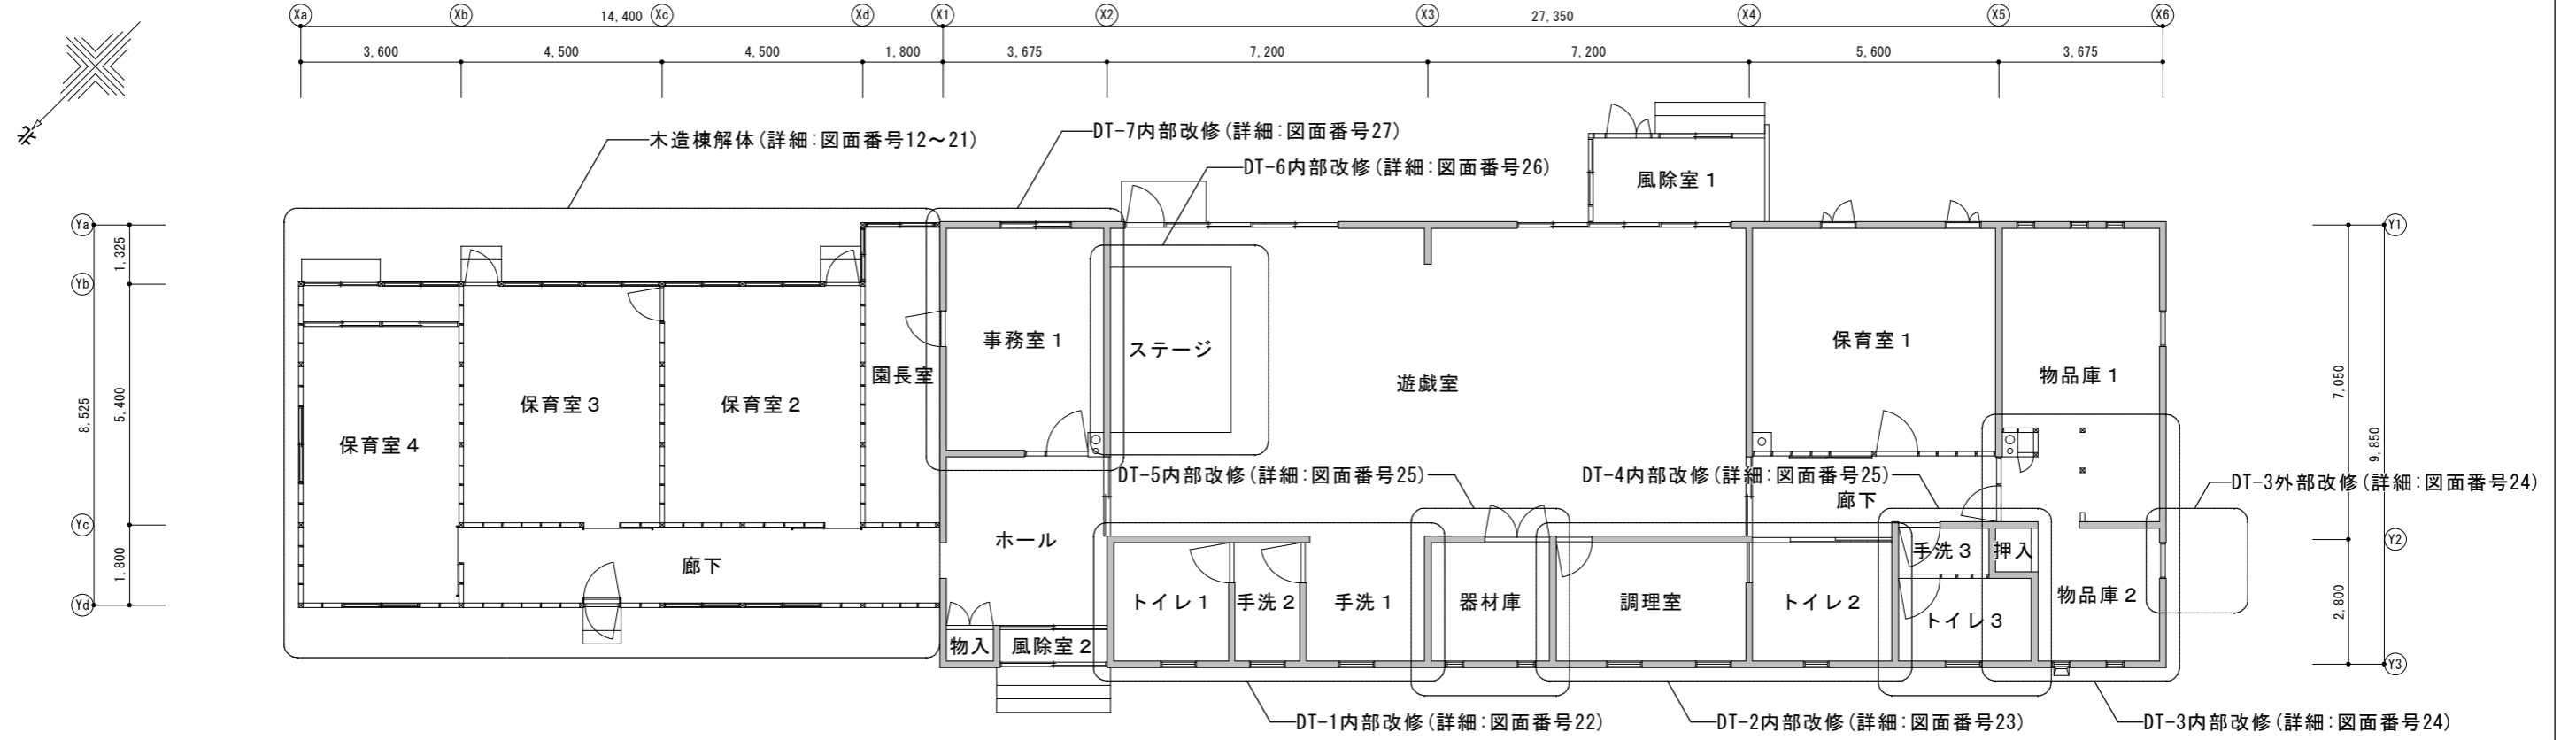 Xa Xb Xc Xd X1 X2 X3 X4 X5 X6
14,400 27,350
3,600 4,500 4,500 1,800 3,675 7,200 7,200 5,600 3,675
北
木造棟解体(詳細:図面番号12～21)
DT-7内部改修(詳細:図面番号27)
DT-6内部改修(詳細:図面番号26)
風除室1
Ya
Yb
Yc
Yd
1,325
5,400
1,800
8,525
保育室4
保育室3
保育室2
園長室
廊下
事務室1
ステージ
遊戯室
保育室1
物品庫1
ホール
DT-5内部改修(詳細:図面番号25)
DT-4内部改修(詳細:図面番号25)
廊下
DT-3外部改修(詳細:図面番号24)
物入
風除室2
トイレ1
手洗2
手洗1
器材庫
調理室
トイレ2
手洗3
押入
トイレ3
物品庫2
Y1
Y2
Y3
7,050
2,800
9,850
DT-1内部改修(詳細:図面番号22)
DT-2内部改修(詳細:図面番号23)
DT-3内部改修(詳細:図面番号24)